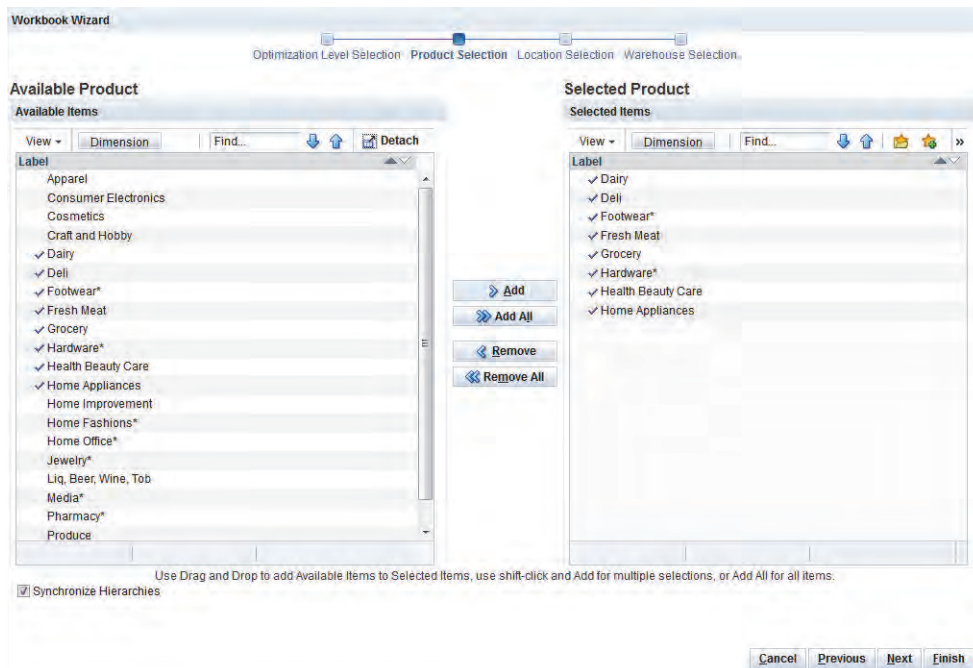 Workbook Wizard
Optimization Level Selection Product Selection Location Selection Warehouse Selection
Available Product
Available Items
View Dimension Find... Detach
Label
Apparel
Consumer Electronics
Cosmetics
Craft and Hobby
Dairy
Deli
Footwear*
Fresh Meat
Grocery
Hardware*
Health Beauty Care
Home Appliances
Home Improvement
Home Fashions*
Home Office*
Jewelry*
Liq, Beer, Wine, Tob
Media*
Pharmacy*
Produce
Add
Add All
Remove
Remove All
Selected Product
Selected Items
View Dimension Find... »
Label
Dairy
Deli
Footwear*
Fresh Meat
Grocery
Hardware*
Health Beauty Care
Home Appliances
Use Drag and Drop to add Available Items to Selected Items, use shift-click and Add for multiple selections, or Add All for all items.
Synchronize Hierarchies
Cancel Previous Next Finish